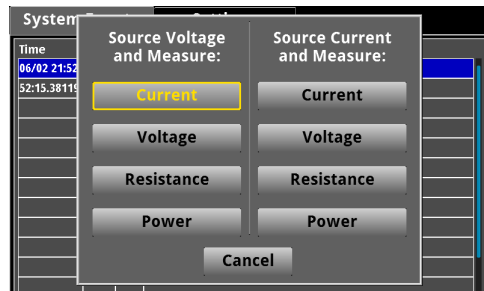 System
Time
06/02 21:52
52:15.38119
Source Voltage
and Measure:
Current
Voltage
Resistance
Power
Source Current
and Measure:
Current
Voltage
Resistance
Power
Cancel